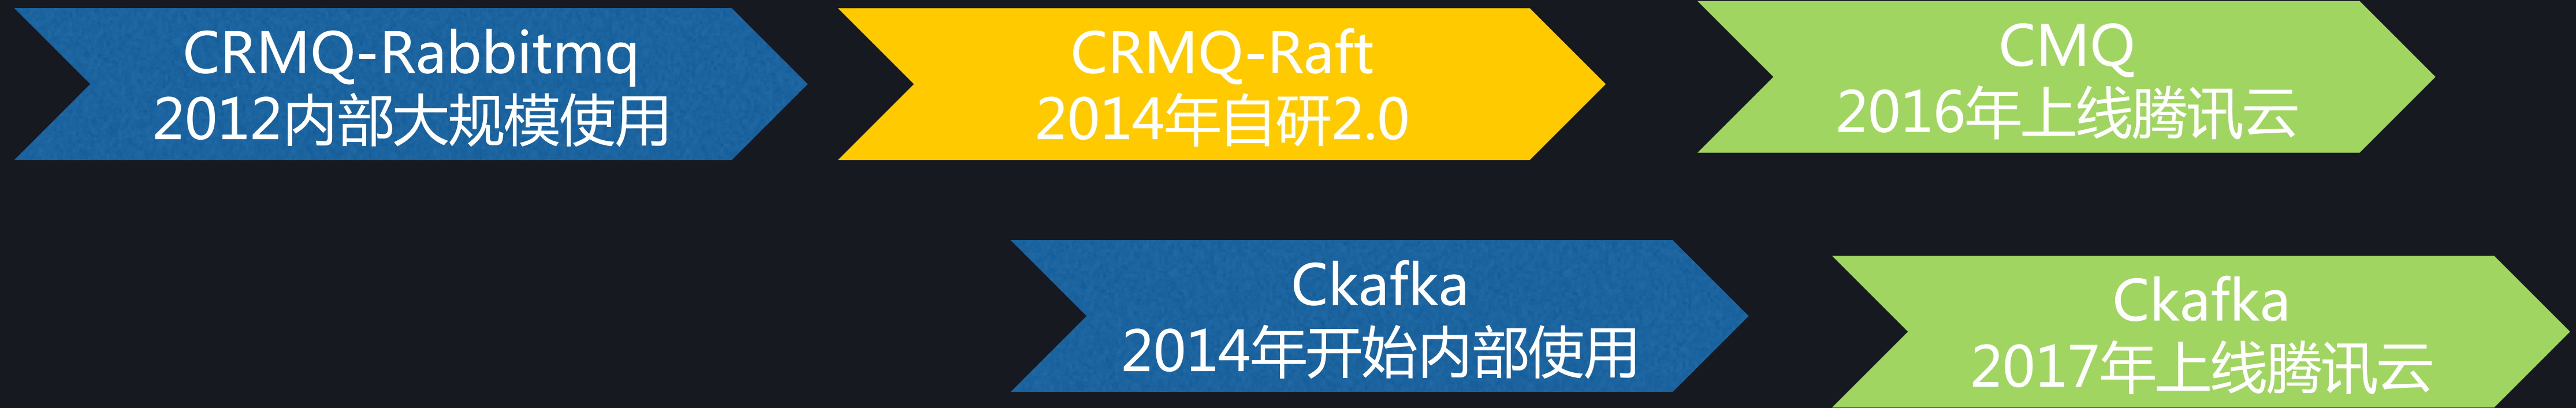 CRMQ-Rabbitmq
2012内部大规模使用
CRMQ-Raft
2014年自研2.0
CMQ
2016年上线腾讯云
Ckafka
2014年开始内部使用
Ckafka
2017年上线腾讯云